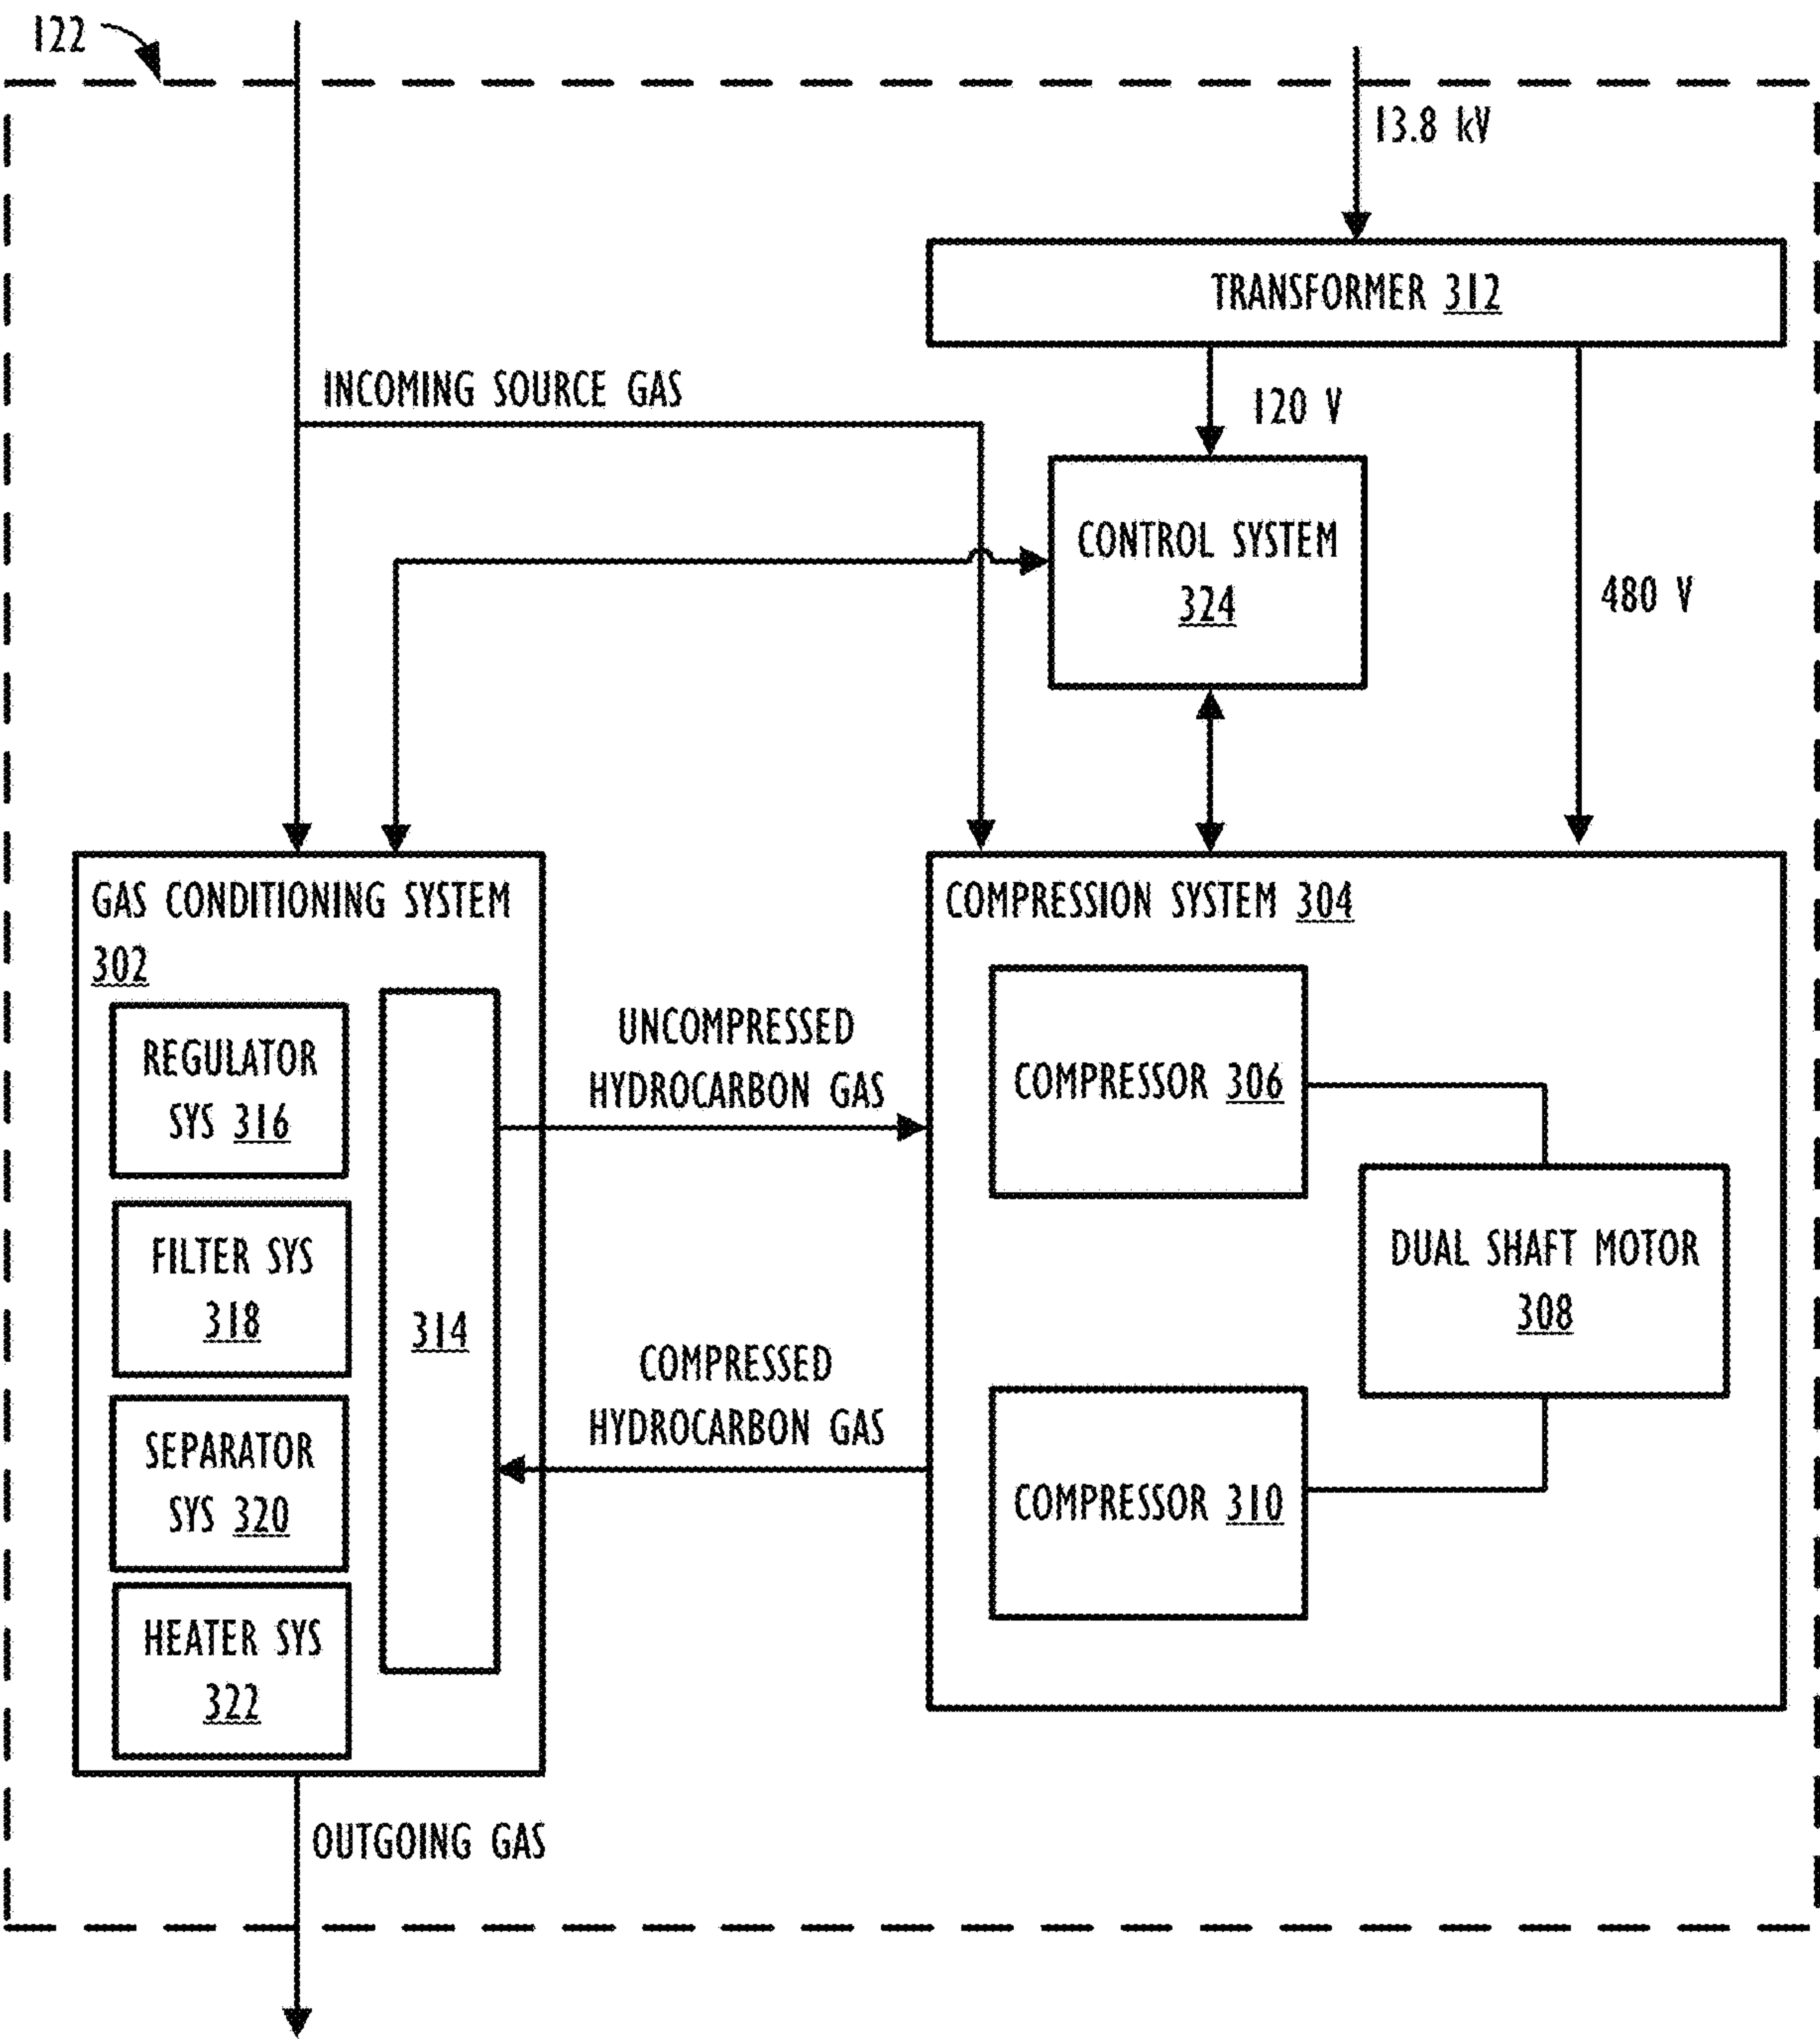 122
13.8 kV
TRANSFORMER 312
INCOMING SOURCE GAS
120 V
CONTROL SYSTEM
324
480 V
GAS CONDITIONING SYSTEM
302
REGULATOR
SYS 316
FILTER SYS
318
SEPARATOR
SYS 320
HEATER SYS
322
314
UNCOMPRESSED
HYDROCARBON GAS
COMPRESSED
HYDROCARBON GAS
COMPRESSION SYSTEM 304
COMPRESSOR 306
DUAL SHAFT MOTOR
308
COMPRESSOR 310
OUTGOING GAS